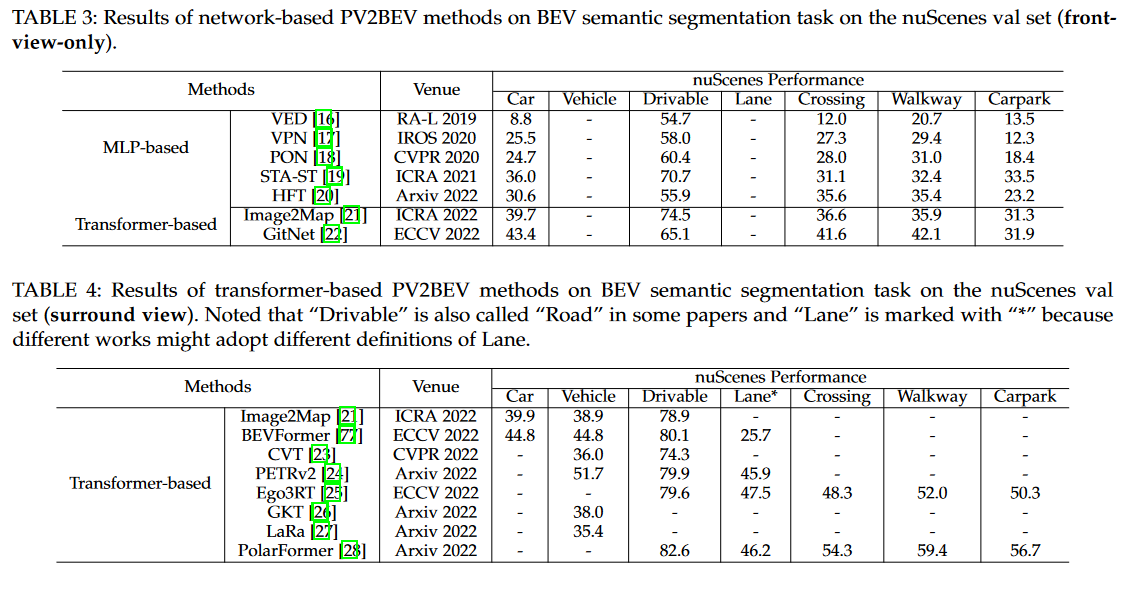 TABLE 3: Results of network-based PV2BEV methods on BEV semantic segmentation task on the nuScenes val set (front-
view-only).
Methods Venue nuScenes Performance
Car Vehicle Drivable Lane Crossing Walkway Carpark
MLP-based
VED [16] RA-L 2019 8.8 - 54.7 - 12.0 20.7 13.5
VPN [17] IROS 2020 25.5 - 58.0 - 27.3 29.4 12.3
PON [18] CVPR 2020 24.7 - 60.4 - 28.0 31.0 18.4
STA-ST [19] ICRA 2021 36.0 - 70.7 - 31.1 32.4 33.5
HFT [20] Arxiv 2022 30.6 - 55.9 - 35.6 35.4 23.2
Transformer-based
Image2Map [21] ICRA 2022 39.7 - 74.5 - 36.6 35.9 31.3
GitNet [22] ECCV 2022 43.4 - 65.1 - 41.6 42.1 31.9
TABLE 4: Results of transformer-based PV2BEV methods on BEV semantic segmentation task on the nuScenes val
set (surround view). Noted that “Drivable” is also called “Road” in some papers and “Lane” is marked with “*” because
different works might adopt different definitions of Lane.
Methods Venue nuScenes Performance
Car Vehicle Drivable Lane* Crossing Walkway Carpark
Transformer-based
Image2Map [21] ICRA 2022 39.9 38.9 78.9 - - - -
BEVFormer [77] ECCV 2022 44.8 44.8 80.1 25.7 - - -
CVT [23] CVPR 2022 - 36.0 74.3 - - - -
PETRv2 [24] Arxiv 2022 - 51.7 79.9 45.9 - - -
Ego3RT [25] ECCV 2022 - - 79.6 47.5 48.3 52.0 50.3
GKT [26] Arxiv 2022 - 38.0 - - - - -
LaRa [27] Arxiv 2022 - 35.4 - - - - -
PolarFormer [28] Arxiv 2022 - - 82.6 46.2 54.3 59.4 56.7